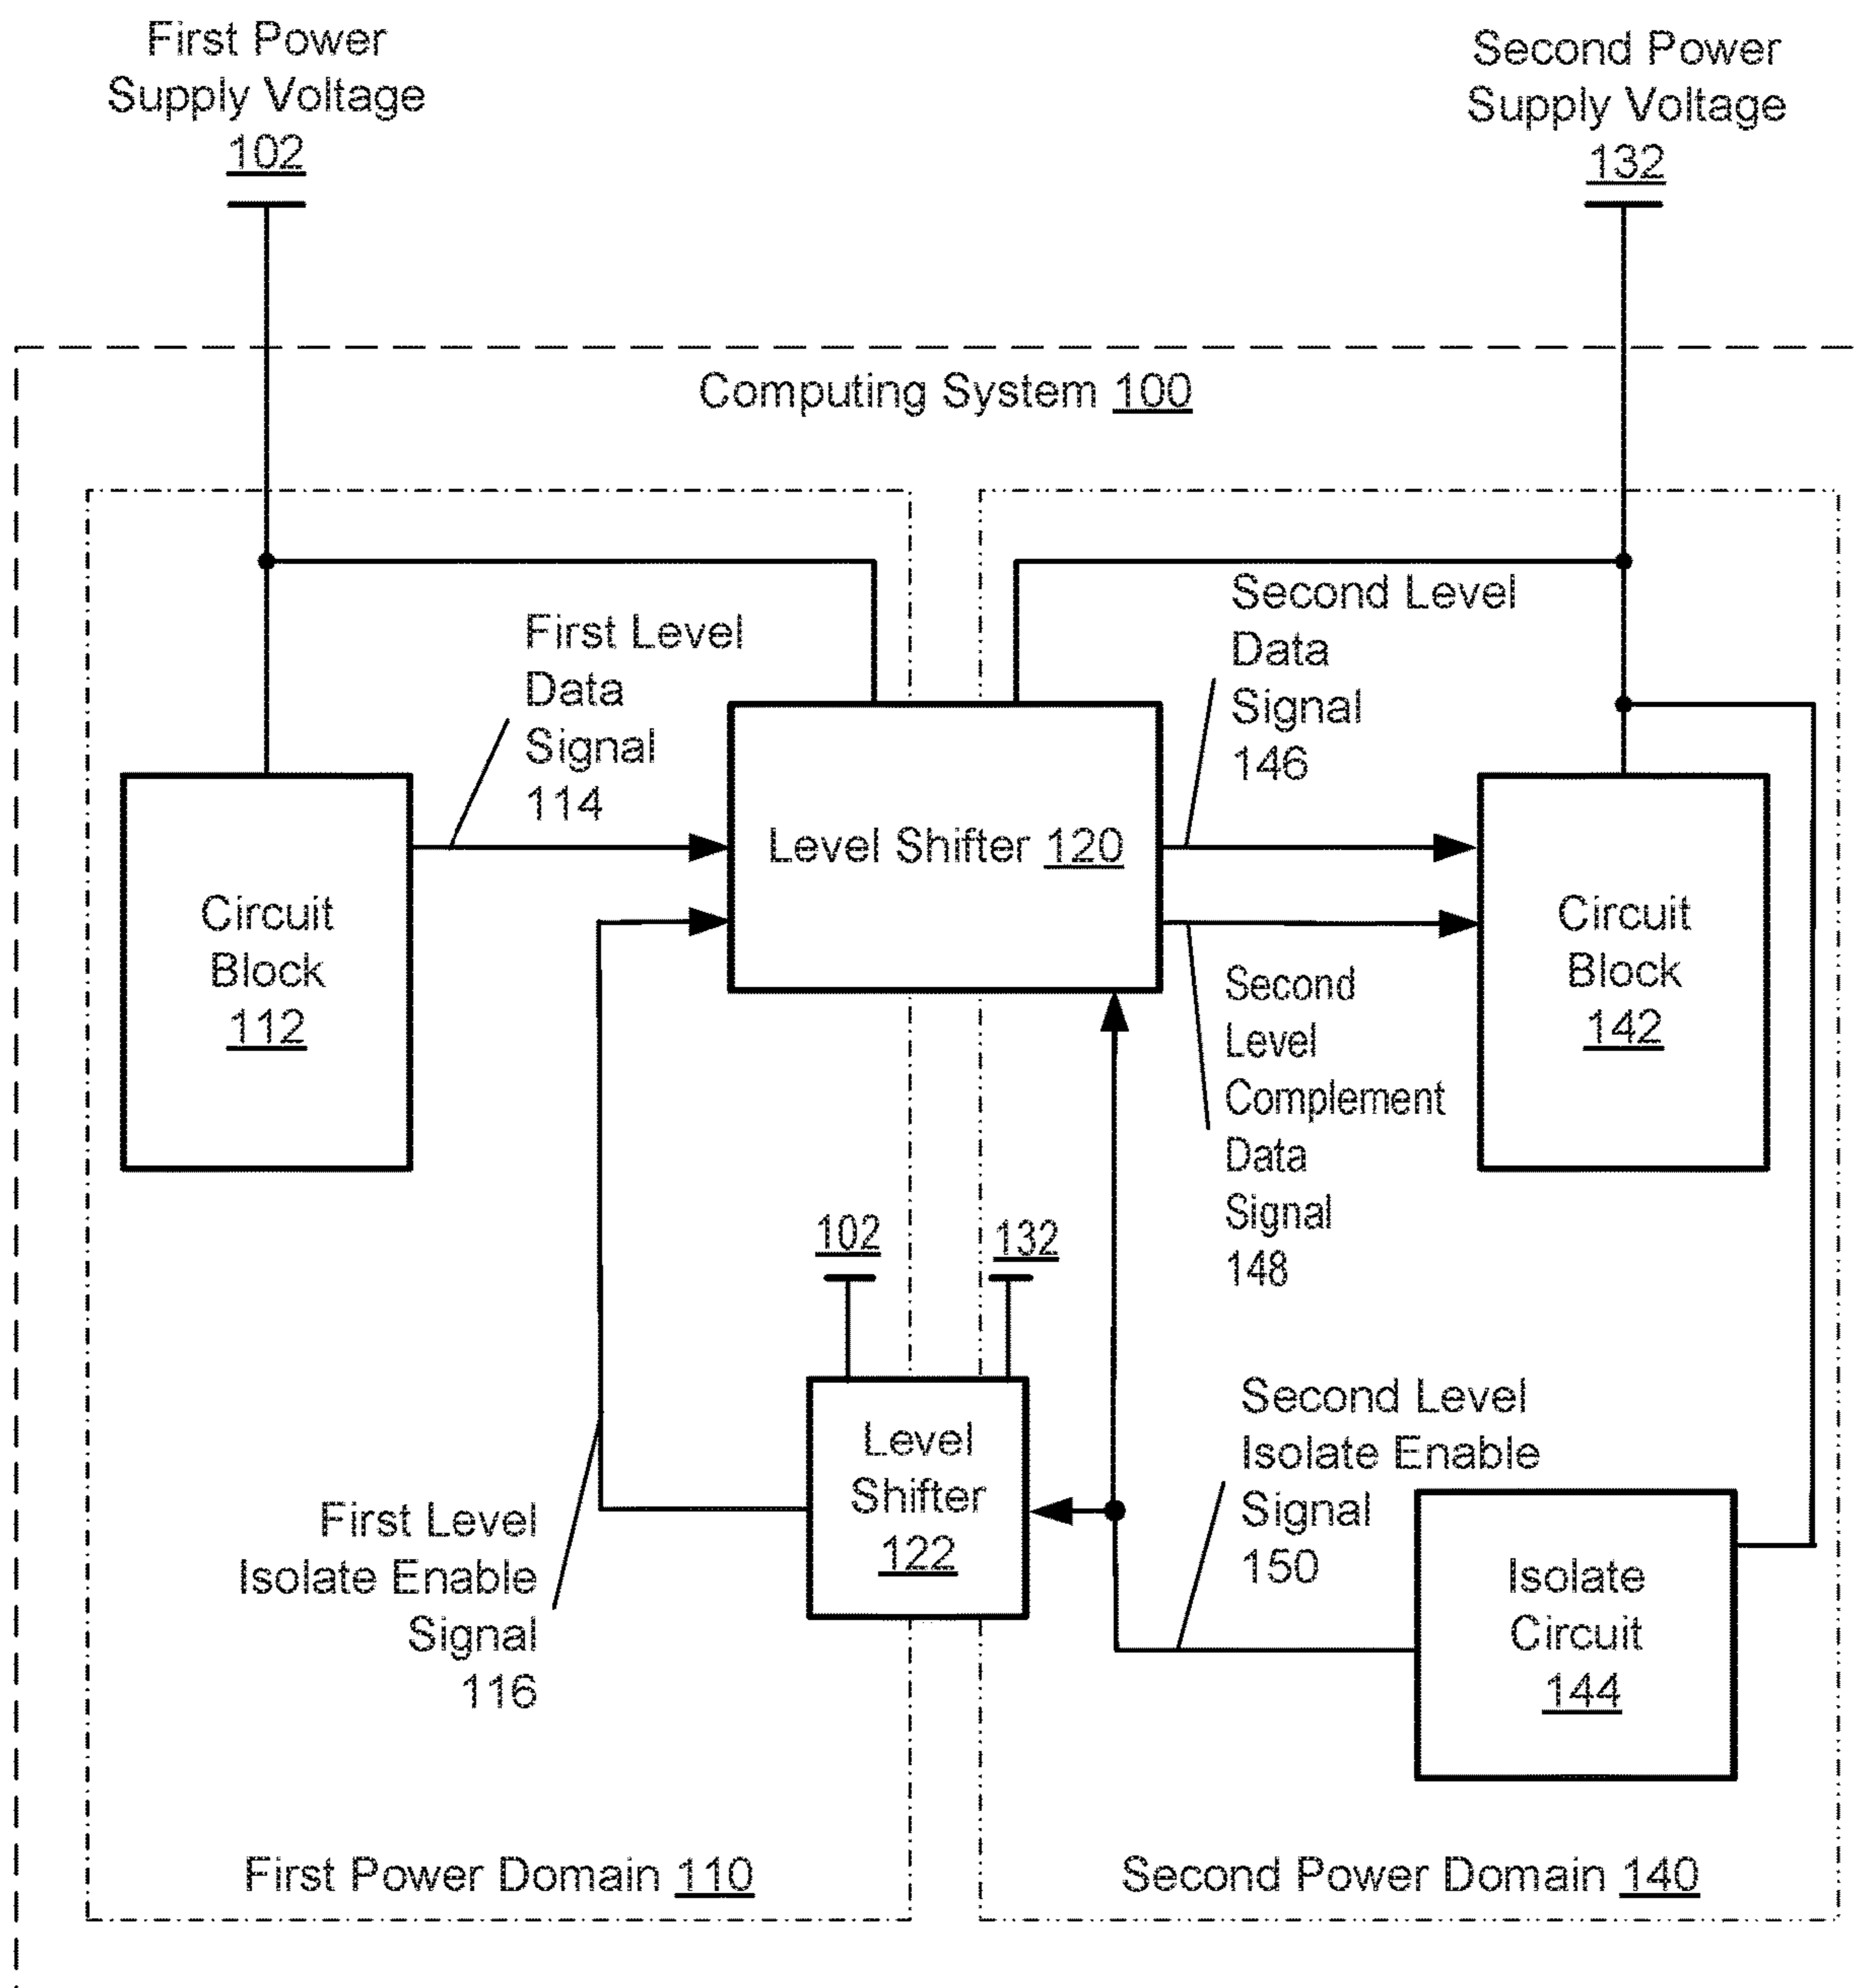 First Power
Supply Voltage
102
Second Power
Supply Voltage
132
Computing System 100
First Level
Data
Signal
114
Second Level
Data
Signal
146
Level Shifter 120
Circuit
Block
112
Circuit
Block
142
Second
Level
Complement
Data
Signal
148
102
132
Level
Shifter
122
Second Level
Isolate Enable
Signal
150
First Level
Isolate Enable
Signal
116
Isolate
Circuit
144
First Power Domain 110
Second Power Domain 140